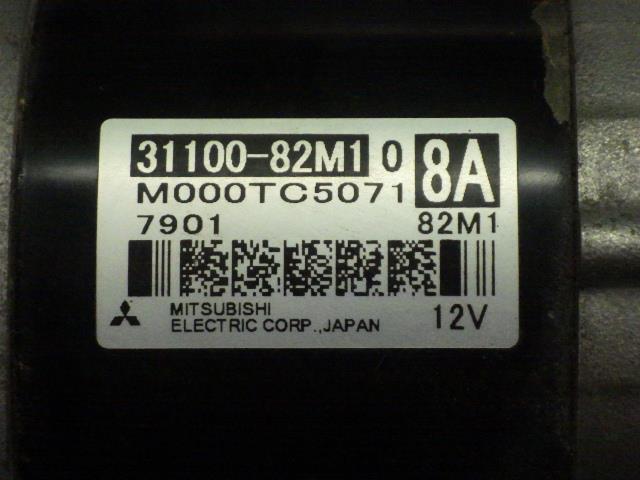 31100-82M1 0 8A
M000TC5071
7901 82M1
MITSUBISHI
ELECTRIC CORP.,JAPAN 12V